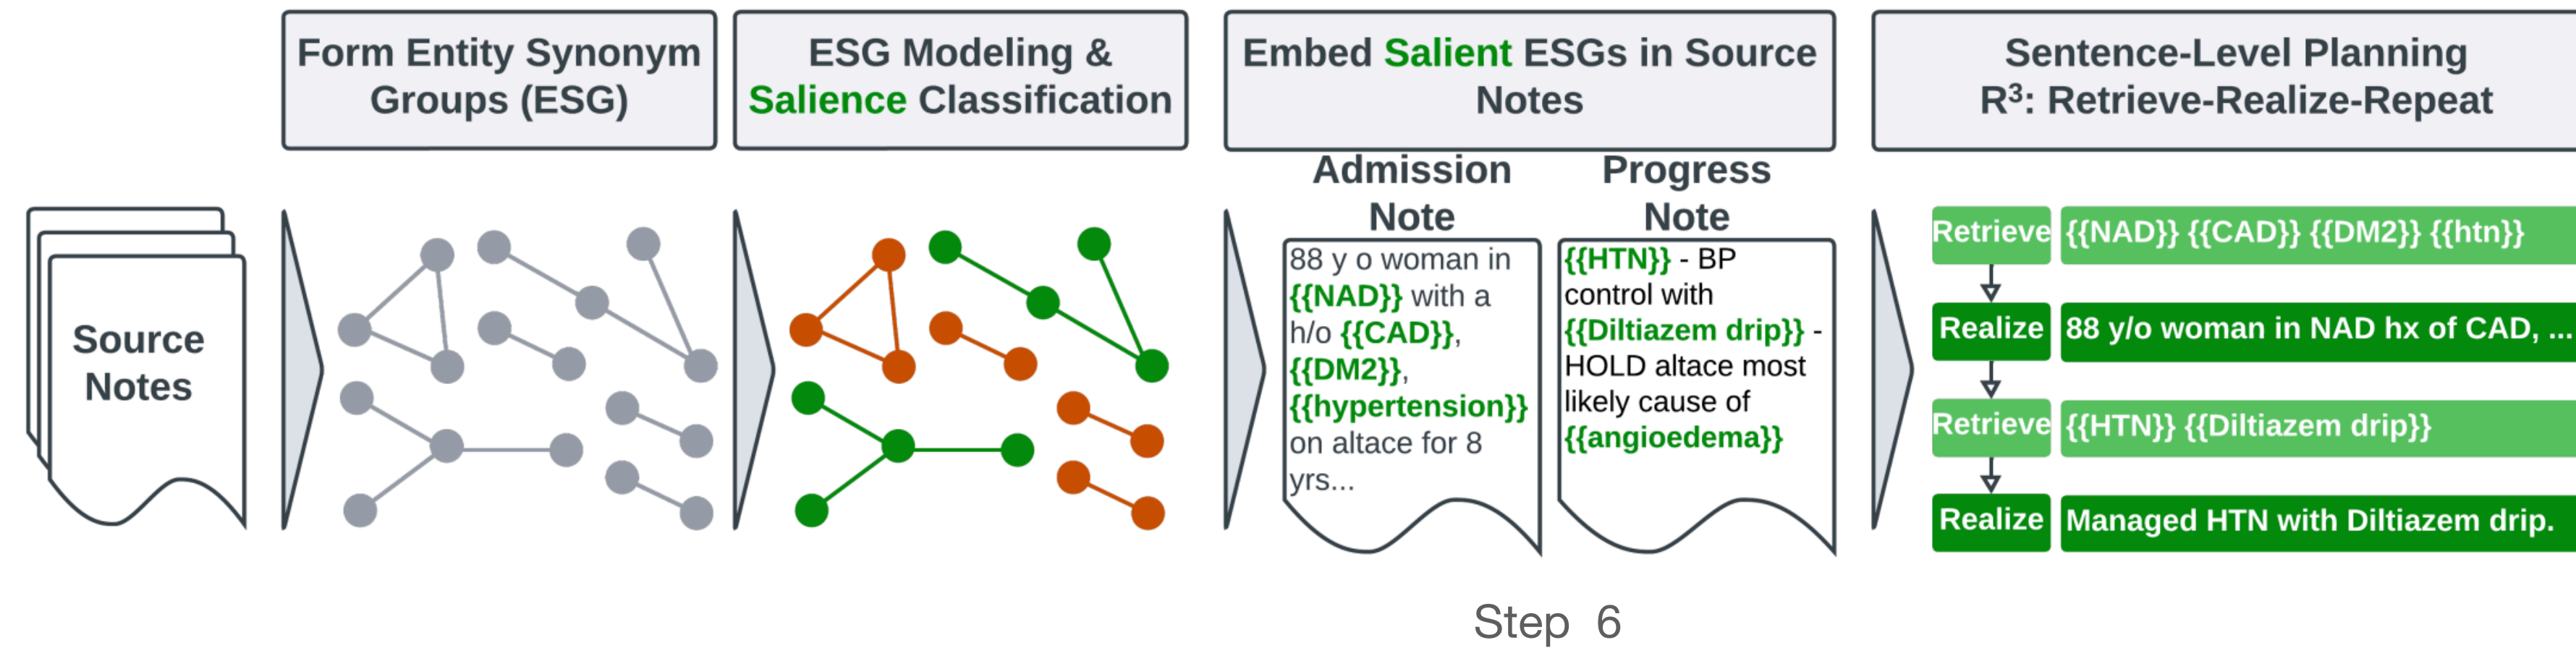 Form Entity Synonym
Groups (ESG)
ESG Modeling &
Salience Classification
Embed Salient ESGs in Source
Notes
Sentence-Level Planning
R³: Retrieve-Realize-Repeat
Source
Notes
Admission
Note
88 y o woman in
{{NAD}} with a
h/o {{CAD}},
{{DM2}},
{{hypertension}}
on altace for 8
yrs...
Progress
Note
{{HTN}} - BP
control with
{{Diltiazem drip}} -
HOLD altace most
likely cause of
{{angioedema}}
Retrieve {{NAD}} {{CAD}} {{DM2}} {{htn}}
Realize 88 y/o woman in NAD hx of CAD, ...
Retrieve {{HTN}} {{Diltiazem drip}}
Realize Managed HTN with Diltiazem drip.
Step 6